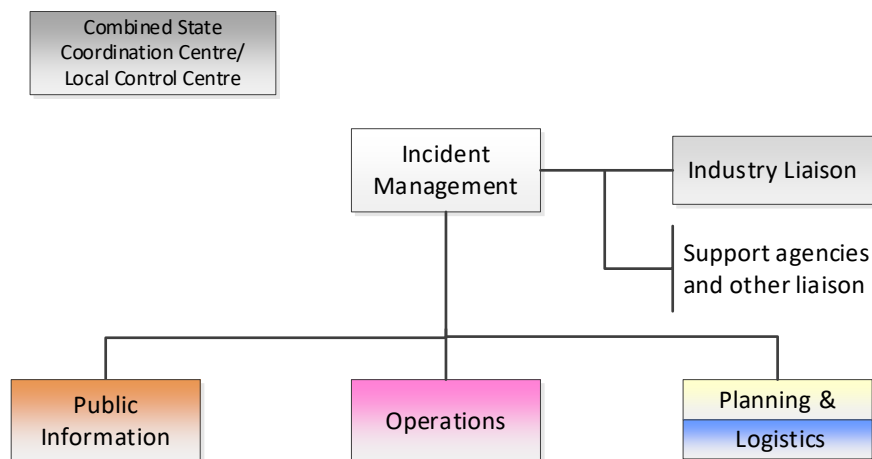 Combined State
Coordination Centre/
Local Control Centre
Incident
Management
Industry Liaison
Support agencies
and other liaison
Public
Information
Operations
Planning &
Logistics